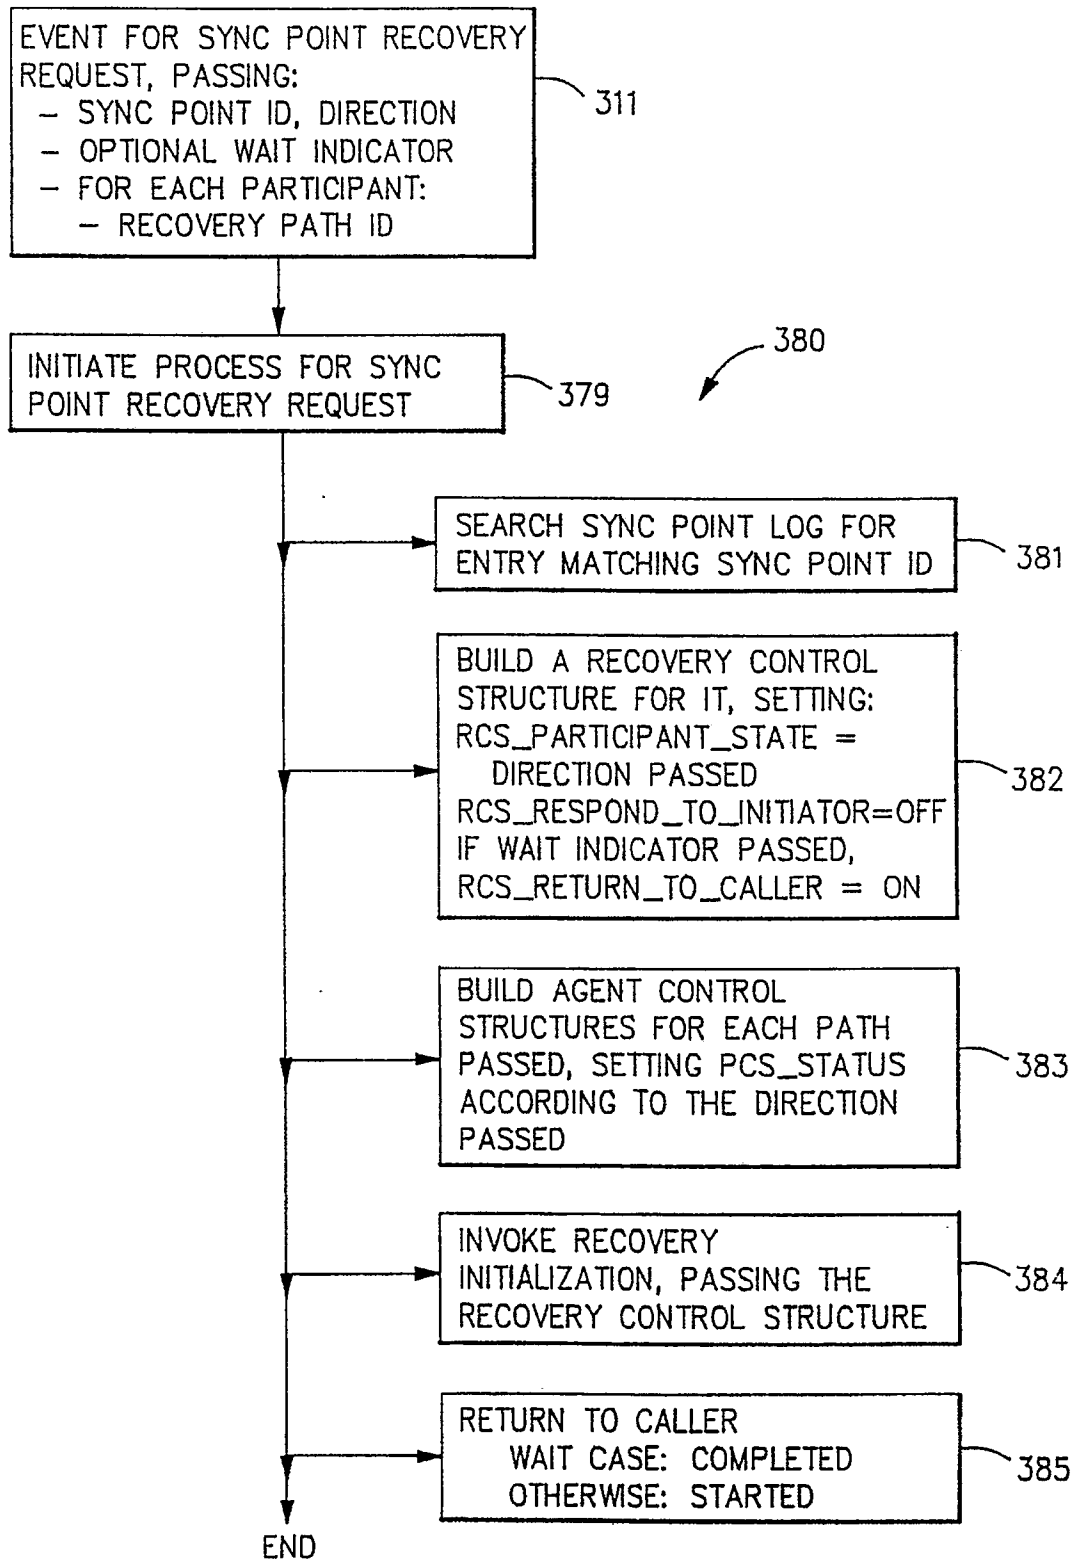 EVENT FOR SYNC POINT RECOVERY
REQUEST, PASSING:
– SYNC POINT ID, DIRECTION
– OPTIONAL WAIT INDICATOR
– FOR EACH PARTICIPANT:
– RECOVERY PATH ID
311
INITIATE PROCESS FOR SYNC
POINT RECOVERY REQUEST
379
380
SEARCH SYNC POINT LOG FOR
ENTRY MATCHING SYNC POINT ID
381
BUILD A RECOVERY CONTROL
STRUCTURE FOR IT, SETTING:
RCS_PARTICIPANT_STATE =
DIRECTION PASSED
RCS_RESPOND_TO_INITIATOR=OFF
IF WAIT INDICATOR PASSED,
RCS_RETURN_TO_CALLER = ON
382
BUILD AGENT CONTROL
STRUCTURES FOR EACH PATH
PASSED, SETTING PCS_STATUS
ACCORDING TO THE DIRECTION
PASSED
383
INVOKE RECOVERY
INITIALIZATION, PASSING THE
RECOVERY CONTROL STRUCTURE
384
RETURN TO CALLER
WAIT CASE: COMPLETED
OTHERWISE: STARTED
385
END